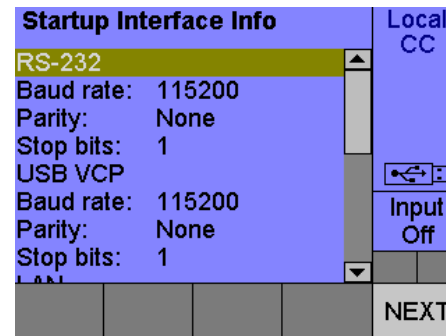 Startup Interface Info
Local
CC
RS-232
Baud rate: 115200
Parity: None
Stop bits: 1
USB VCP
Baud rate: 115200
Parity: None
Stop bits: 1
LAN
Input
Off
NEXT